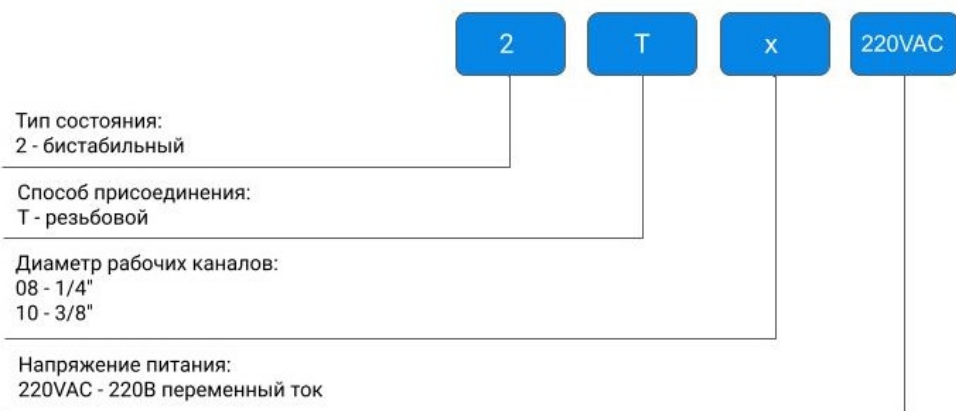 2 T x 220VAC
Тип состояния:
2 - бистабильный
Способ присоединения:
Т - резьбовой
Диаметр рабочих каналов:
08 - 1/4"
10 - 3/8"
Напряжение питания:
220VAC - 220В переменный ток